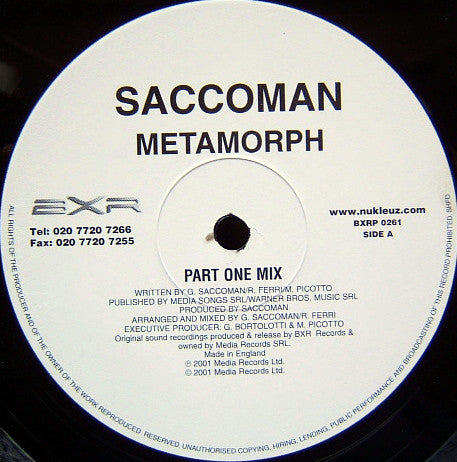 SACCOMAN
METAMORPH
BXR
Tel: 020 7720 7266
Fax: 020 7720 7255
www.nukleuz.com
BXRP 0261
SIDE A
PART ONE MIX
WRITTEN BY G. SACCOMAN/R. FERRI/M. PICOTTO
PUBLISHED BY MEDIA SONGS SRL/WARNER BROS. MUSIC SRL
PRODUCED BY SACCOMAN
ARRANGED AND MIXED BY G. SACCOMAN/R. FERRI
EXECUTIVE PRODUCER: G. BORTOLOTTI & M. PICOTTO
Original sound recordings produced & release by BXR Records &
owned by Media Records SRL.
Made in England
℗ 2001 Media Records Ltd.
© 2001 Media Records Ltd.
ALL RIGHTS OF THE PRODUCER AND OF THE OWNER OF THE WORK REPRODUCED RESERVED. UNAUTHORISED COPYING, HIRING, LENDING, PUBLIC PERFORMANCE AND BROADCASTING OF THIS RECORD PROHIBITED. SHFD